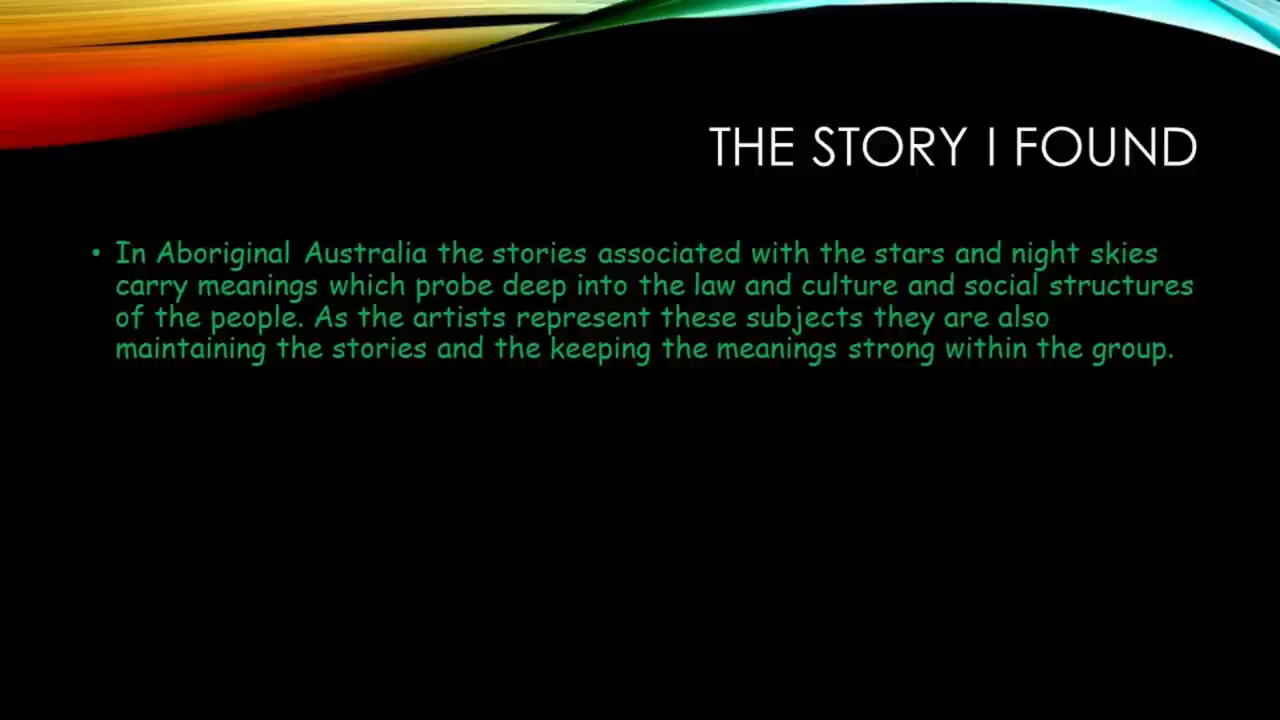 THE STORY I FOUND
• In Aboriginal Australia the stories associated with the stars and night skies
carry meanings which probe deep into the law and culture and social structures
of the people. As the artists represent these subjects they are also
maintaining the stories and the keeping the meanings strong within the group.